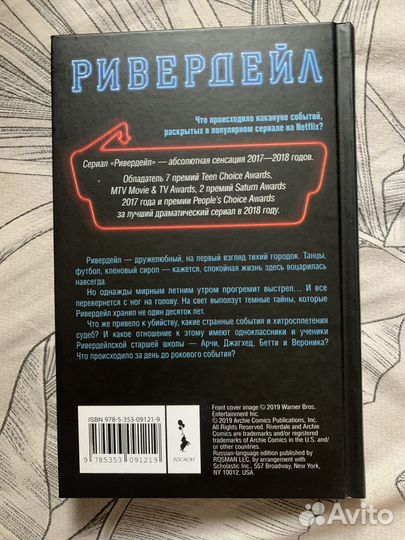 РИВЕРДЕЙЛ
Что происходило накануне событий,
раскрытых в популярном сериале на Netflix?
Сериал «Ривердейл» — абсолютная сенсация 2017—2018 годов.
Обладатель 7 премий Teen Choice Awards,
MTV Movie & TV Awards, 2 премий Saturn Awards
2017 года и премии People's Choice Awards
за лучший драматический сериал в 2018 году.
Ривердейл — дружелюбный, на первый взгляд тихий городок. Танцы,
футбол, кленовый сироп — кажется, спокойная жизнь здесь воцарилась
навсегда.
Но однажды мирным летним утром прогремит выстрел... И все
перевернется с ног на голову. На свет выползут темные тайны, которые
Ривердейл хранил не один десяток лет.
Что же привело к убийству, какие странные события и хитросплетения
судеб? И какое отношение к этому имеют одноклассники и ученики
Ривердейлской старшей школы — Арчи, Джагхед, Бетти и Вероника?
Что происходило за день до рокового события?
ISBN 978-5-353-09121-9
9 785353 091219
РОСМЭН
Front cover image © 2019 Warner Bros.
Entertainment Inc.
© 2019 Archie Comics Publications, Inc.
All Rights Reserved. Riverdale and Archie
Comics are trademarks and/or registered
trademarks of Archie Comics in the U.S. and/
or other countries.
Russian-language edition published by
ROSMAN LLC, by arrangement with
Scholastic Inc., 557 Broadway, New York,
NY 10012, USA.
Avito